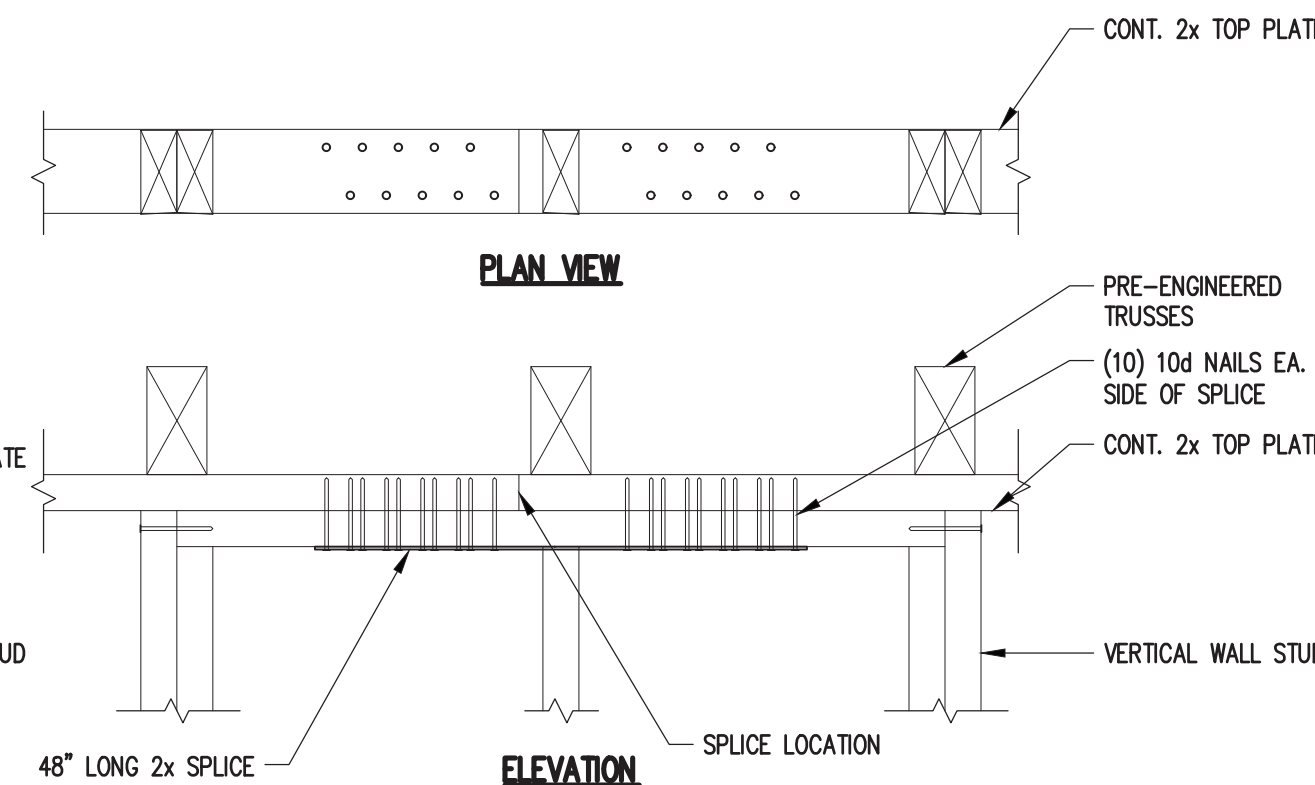 CONT. 2x TOP PLAT
PLAN VIEW
PRE-ENGINEERED
TRUSSES
(10) 10d NAILS EA.
SIDE OF SPLICE
CONT. 2x TOP PLAT
ATE
UD
VERTICAL WALL STU
SPLICE LOCATION
48" LONG 2x SPLICE
ELEVATION